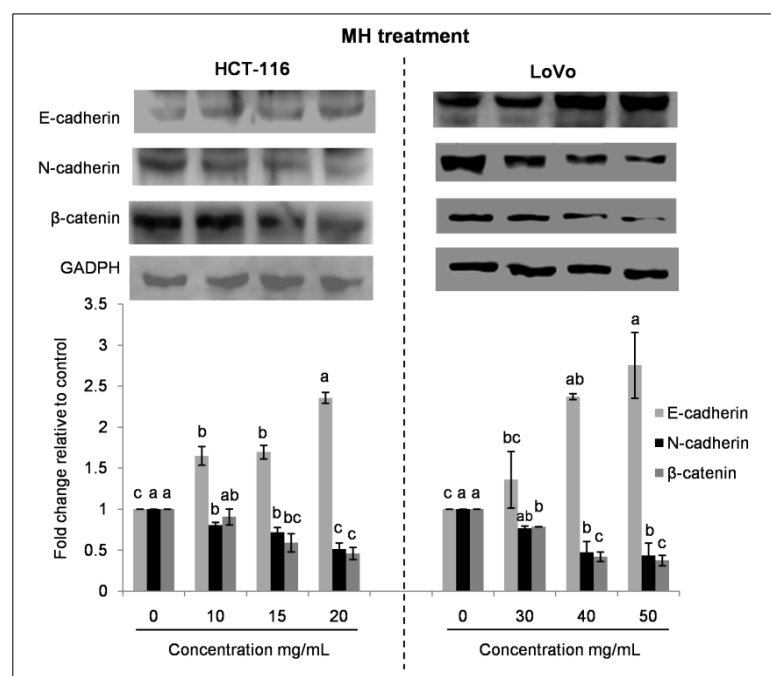 MH treatment
HCT-116
LoVo
E-cadherin
N-cadherin
β-catenin
GADPH
Fold change relative to control
3.5
3
2.5
2
1.5
1
0.5
0
c a a
b b ab
b b bc
a c c
c a a
bc ab b
ab b c
a b c
E-cadherin
N-cadherin
β-catenin
0 10 15 20
0 30 40 50
Concentration mg/mL
Concentration mg/mL